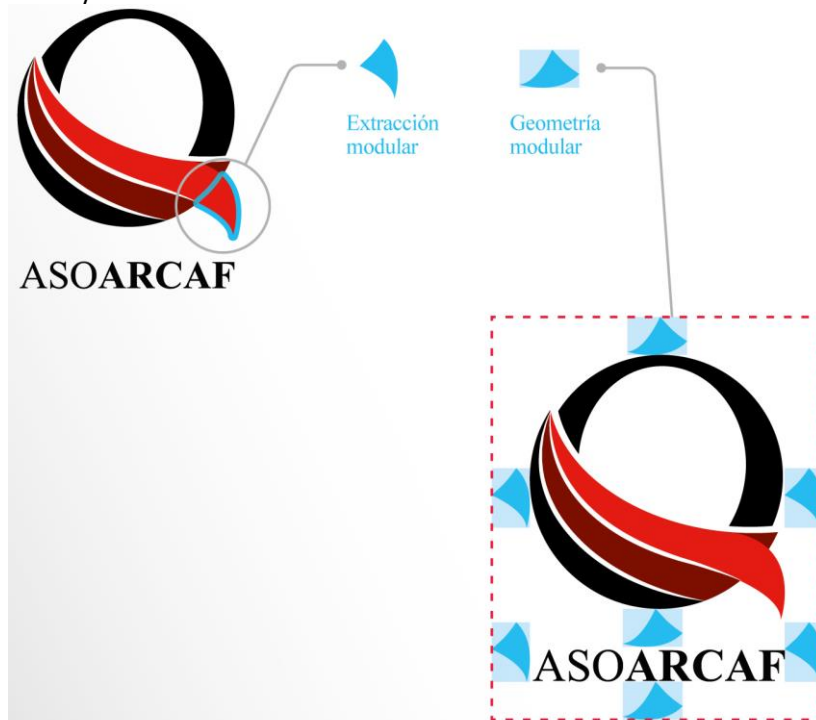 Extracción
modular
Geometría
modular
ASOARCAF
ASOARCAF